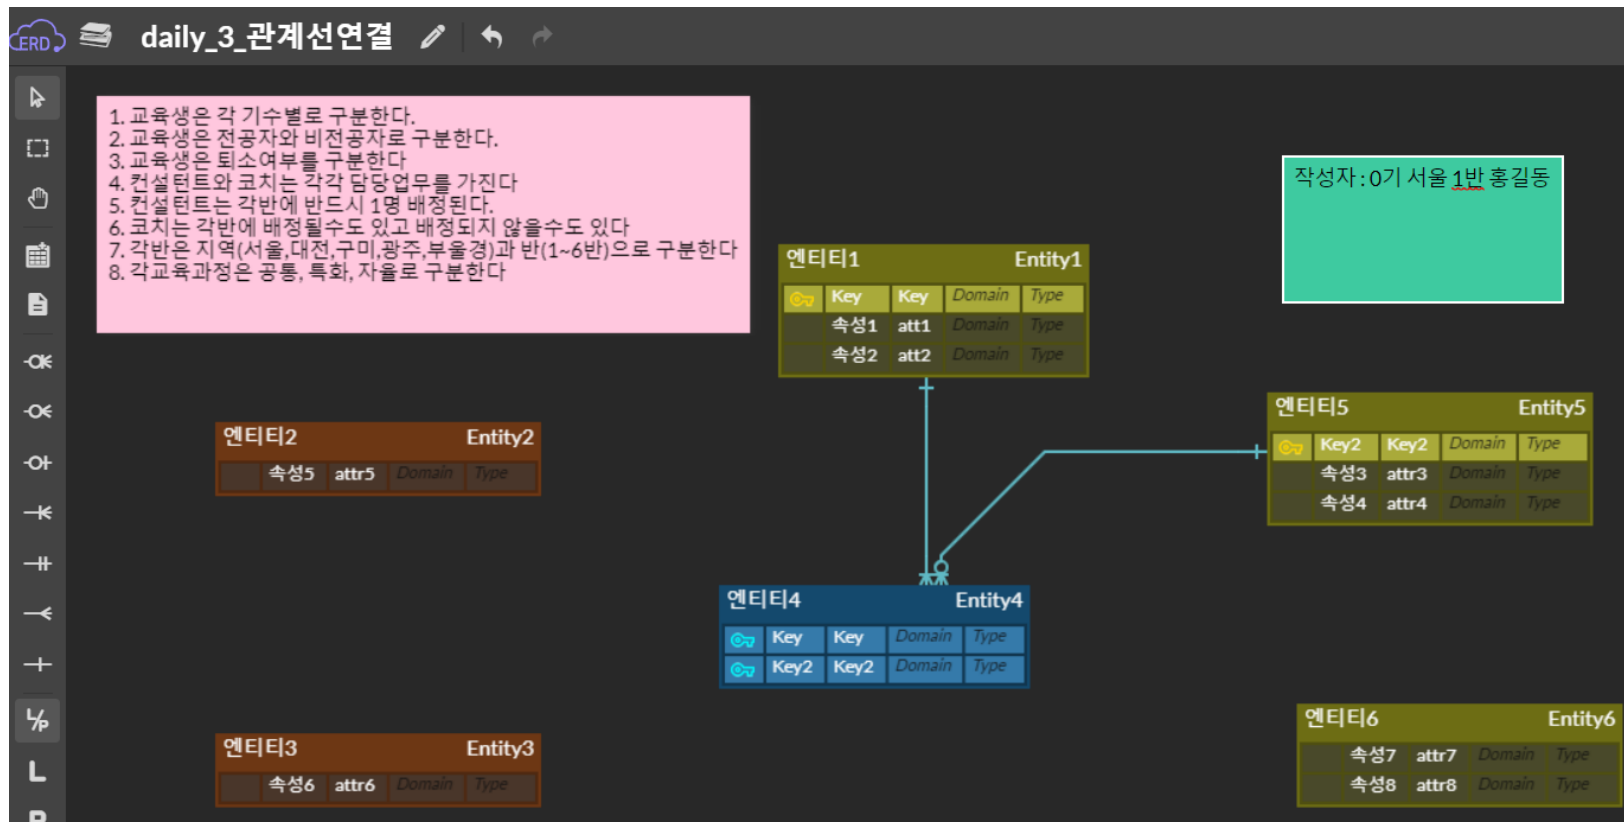 ERD
daily_3_관계선연결
1. 교육생은 각 기수별로 구분한다.
2. 교육생은 전공자와 비전공자로 구분한다.
3. 교육생은 퇴소여부를 구분한다
4. 컨설턴트와 코치는 각각 담당업무를 가진다
5. 컨설턴트는 각반에 반드시 1명 배정된다.
6. 코치는 각반에 배정될수도 있고 배정되지 않을수도 있다
7. 각반은 지역(서울,대전,구미,광주,부울경)과 반(1~6반)으로 구분한다
8. 각교육과정은 공통, 특화, 자율로 구분한다
작성자 : 0기 서울 1반 홍길동
엔티티1 Entity1
Key Key Domain Type
속성1 att1 Domain Type
속성2 att2 Domain Type
엔티티5 Entity5
Key2 Key2 Domain Type
속성3 attr3 Domain Type
속성4 attr4 Domain Type
엔티티2 Entity2
속성5 attr5 Domain Type
엔티티4 Entity4
Key Key Domain Type
Key2 Key2 Domain Type
엔티티6 Entity6
속성7 attr7 Domain Type
속성8 attr8 Domain Type
엔티티3 Entity3
속성6 attr6 Domain Type
L/P
L